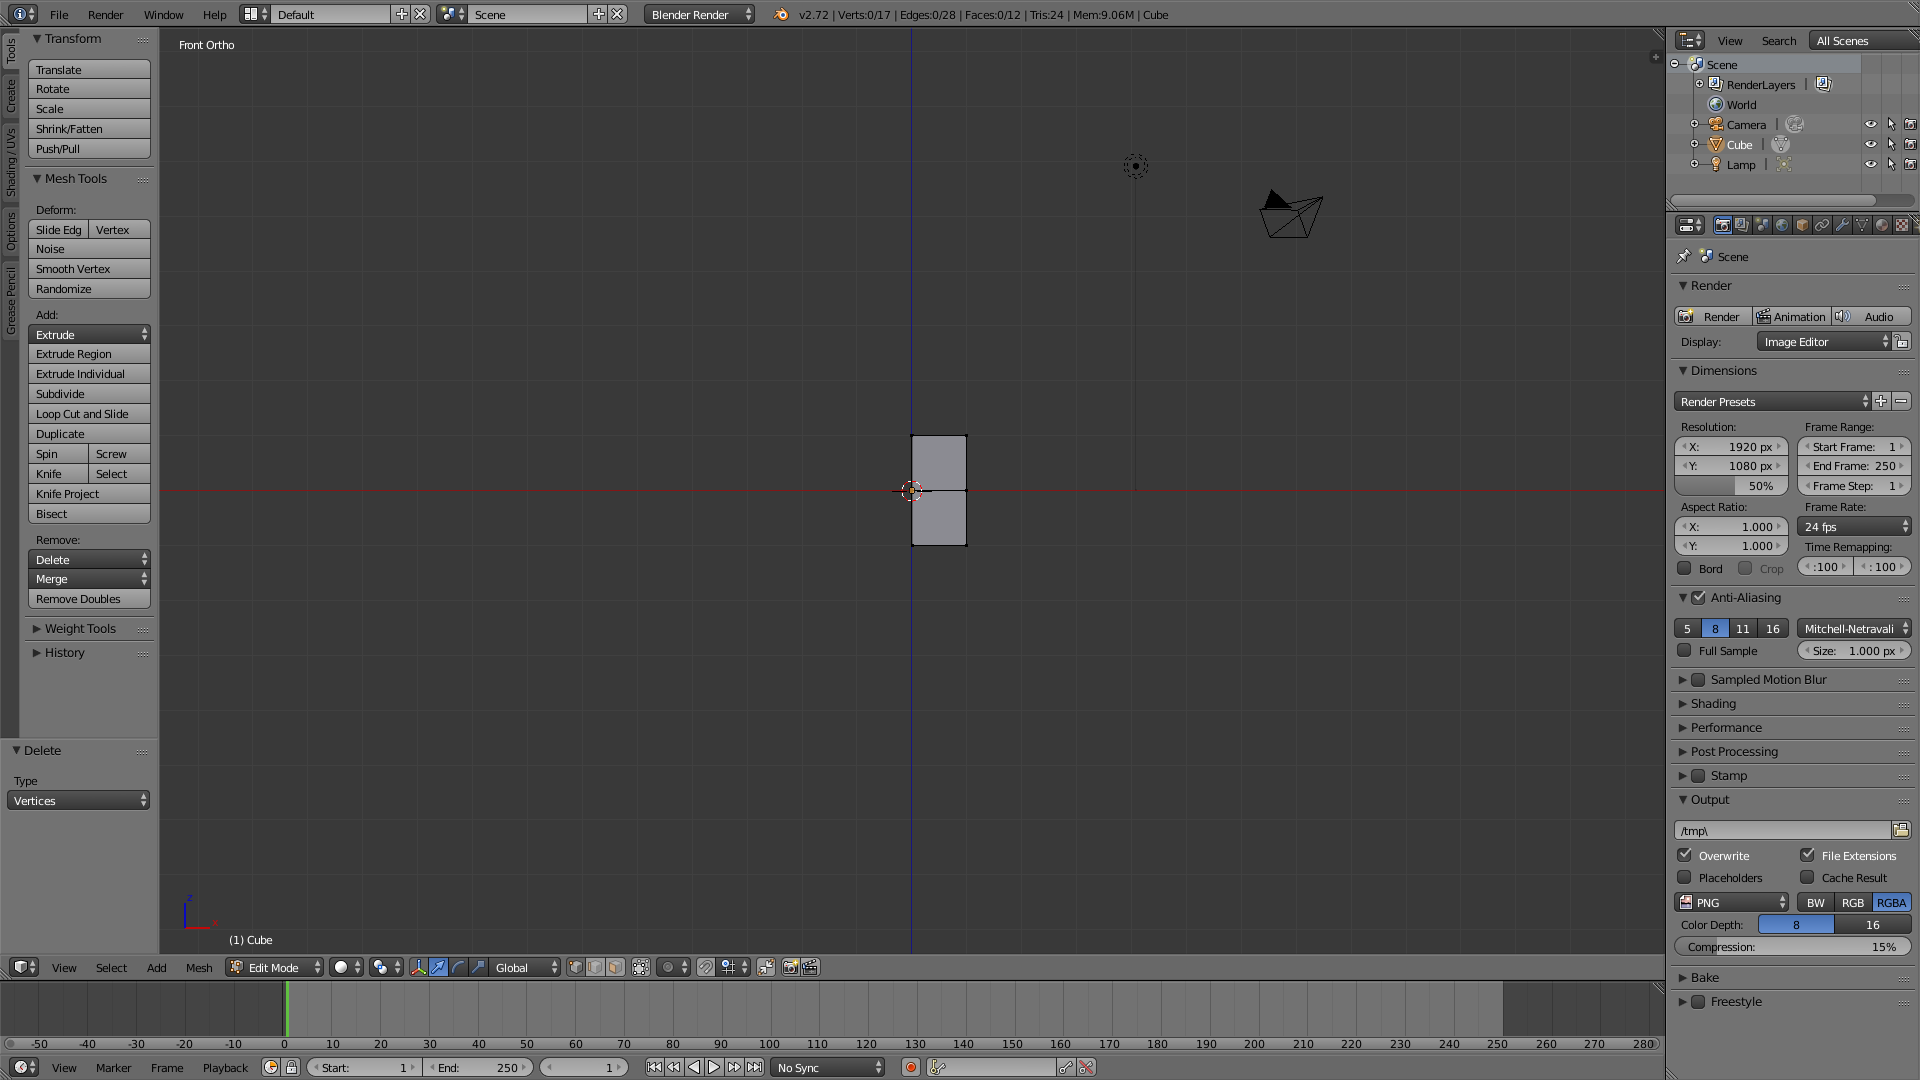 File Render Window Help Default Scene Blender Render v2.72 | Verts:0/17 | Edges:0/28 | Faces:0/12 | Tris:24 | Mem:9.06M | Cube
Tools
Create
Shading / UVs
Options
Grease Pencil
Transform
Translate
Rotate
Scale
Shrink/Fatten
Push/Pull
Mesh Tools
Deform:
Slide Edg Vertex
Noise
Smooth Vertex
Randomize
Add:
Extrude
Extrude Region
Extrude Individual
Subdivide
Loop Cut and Slide
Duplicate
Spin Screw
Knife Select
Knife Project
Bisect
Remove:
Delete
Merge
Remove Doubles
Weight Tools
History
Delete
Type
Vertices
Front Ortho
z
x
(1) Cube
View Select Add Mesh Edit Mode Global
-50 -40 -30 -20 -10 0 10 20 30 40 50 60 70 80 90 100 110 120 130 140 150 160 170 180 190 200 210 220 230 240 250 260 270 280
View Marker Frame Playback Start: 1 End: 250 1 No Sync
View Search All Scenes
Scene
RenderLayers |
World
Camera |
Cube |
Lamp |
Scene
Render
Render Animation Audio
Display: Image Editor
Dimensions
Render Presets
Resolution: Frame Range:
X: 1920 px Start Frame: 1
Y: 1080 px End Frame: 250
50% Frame Step: 1
Aspect Ratio: Frame Rate:
X: 1.000 24 fps
Y: 1.000 Time Remapping:
Bord Crop :100 : 100
Anti-Aliasing
5 8 11 16 Mitchell-Netravali
Full Sample Size: 1.000 px
Sampled Motion Blur
Shading
Performance
Post Processing
Stamp
Output
/tmp\
Overwrite File Extensions
Placeholders Cache Result
PNG BW RGB RGBA
Color Depth: 8 16
Compression: 15%
Bake
Freestyle